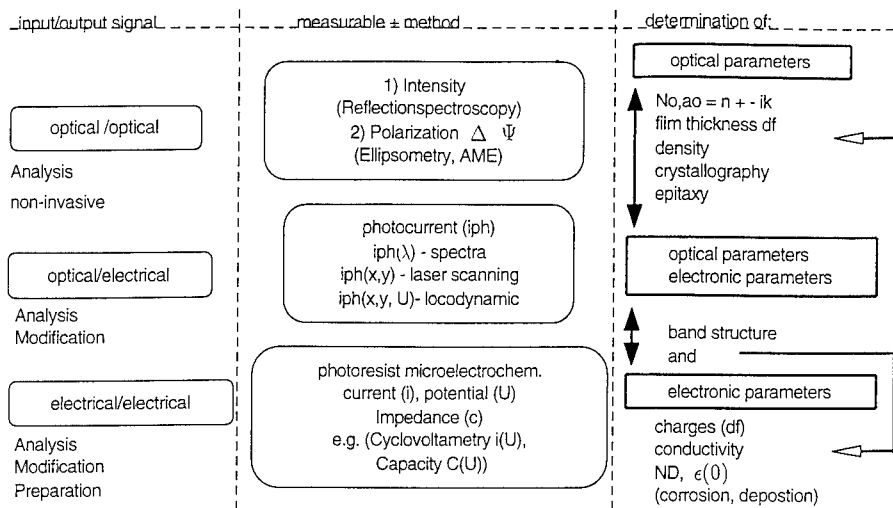 input/output signal
measurable ± method
determination of:
optical /optical
Analysis
non-invasive
1) Intensity
(Reflectionspectroscopy)
2) Polarization Δ Ψ
(Ellipsometry, AME)
optical parameters
No,ao = n + - ik
film thickness df
density
crystallography
epitaxy
optical/electrical
Analysis
Modification
photocurrent (iph)
iph(λ) - spectra
iph(x,y) - laser scanning
iph(x,y, U)- locodynamic
optical parameters
electronic parameters
band structure
and
electrical/electrical
Analysis
Modification
Preparation
photoresist microelectrochem.
current (i), potential (U)
Impedance (c)
e.g. (Cyclovoltametry i(U),
Capacity C(U))
electronic parameters
charges (df)
conductivity
ND, ϵ(0)
(corrosion, depostion)